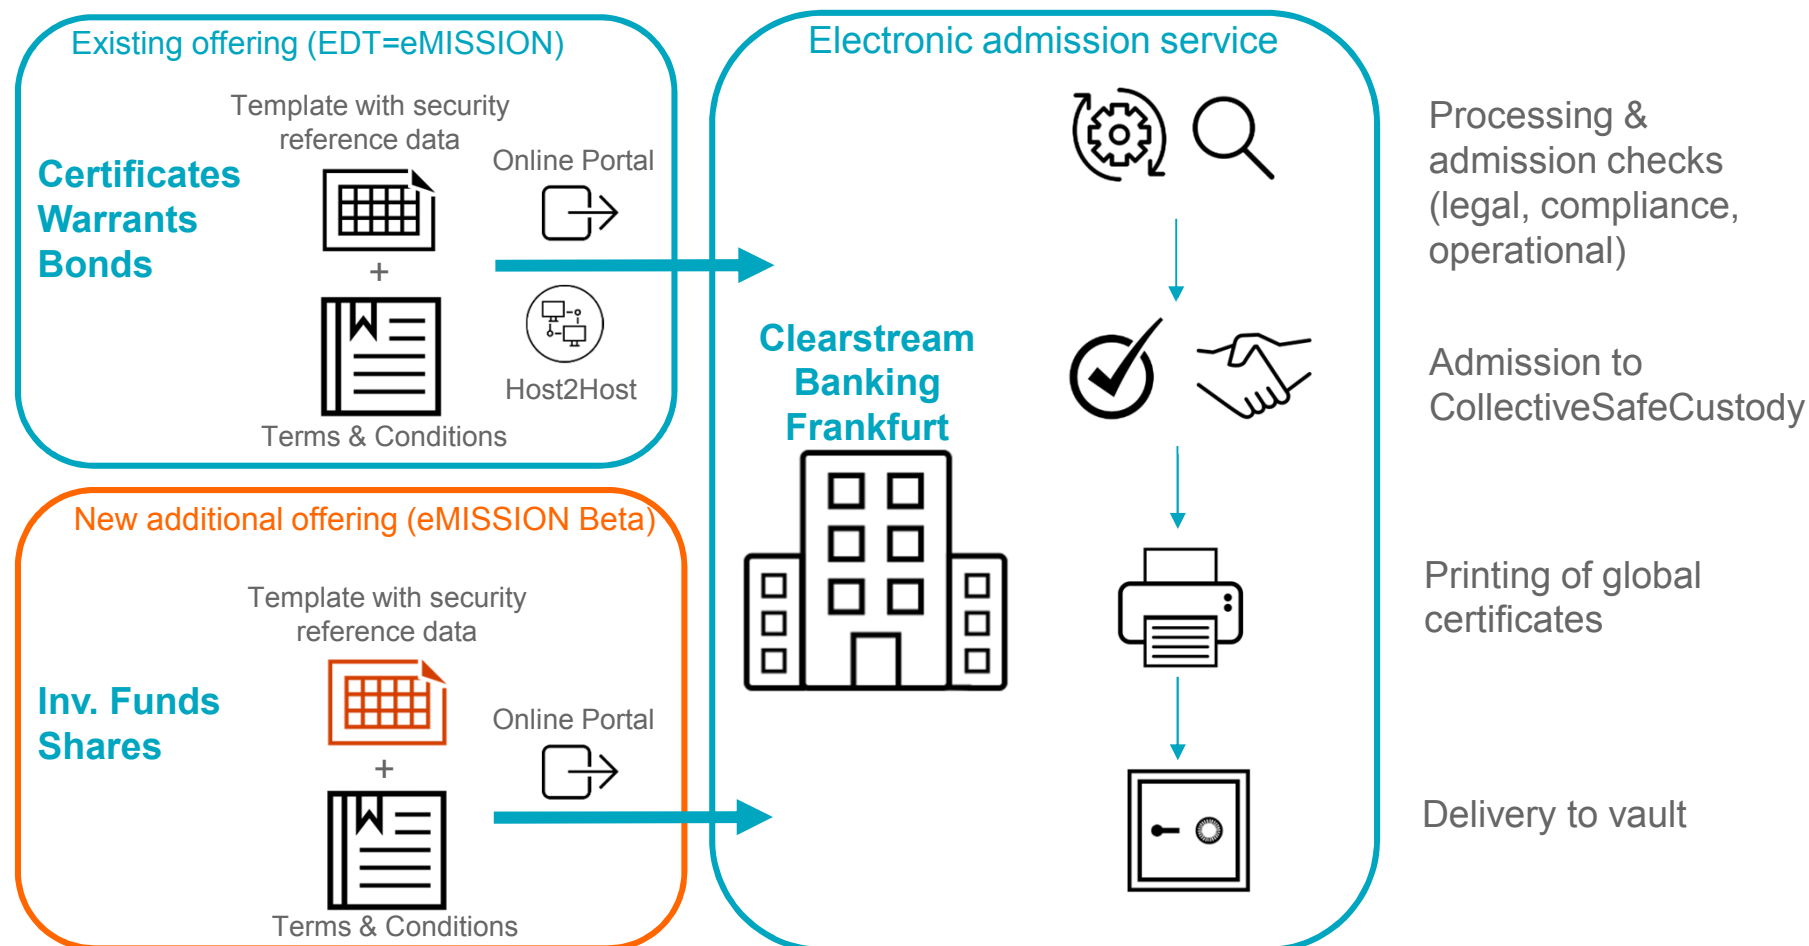 Existing offering (EDT=eMISSION)
Template with security
reference data
Certificates
Warrants
Bonds
Online Portal
+
Host2Host
Terms & Conditions
New additional offering (eMISSION Beta)
Template with security
reference data
Inv. Funds
Shares
Online Portal
+
Terms & Conditions
Electronic admission service
Clearstream
Banking
Frankfurt
Processing &
admission checks
(legal, compliance,
operational)
Admission to
CollectiveSafeCustody
Printing of global
certificates
Delivery to vault